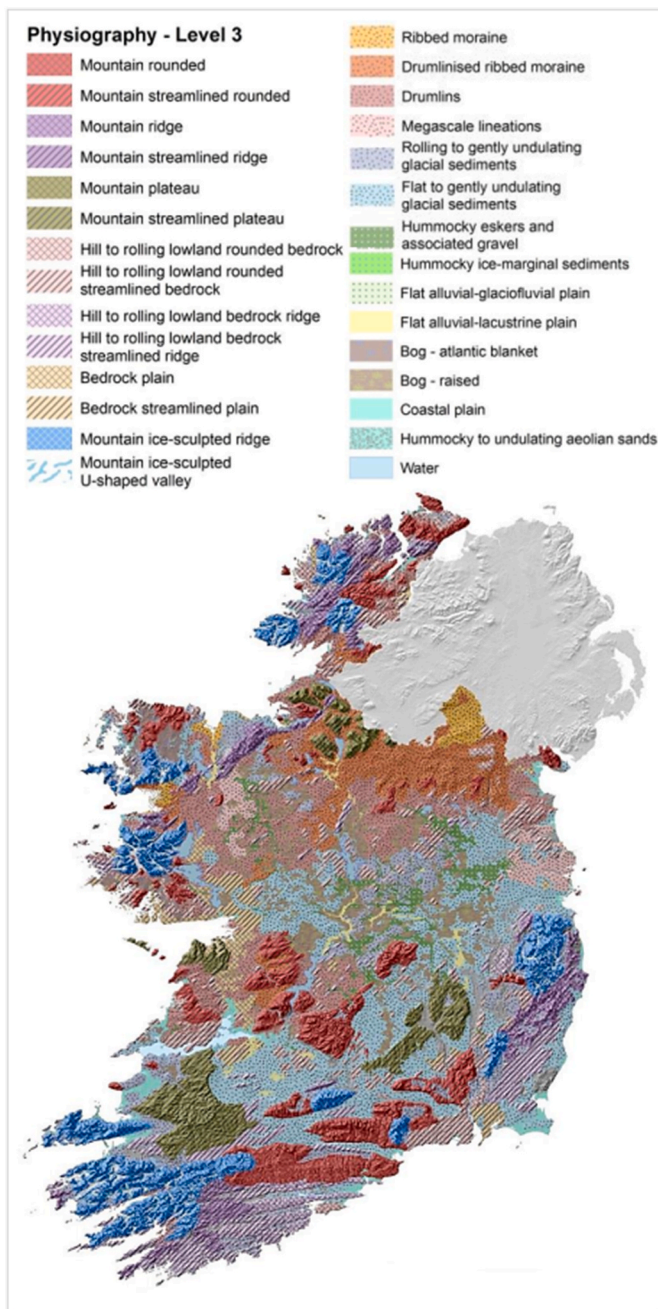 Physiography - Level 3
Mountain rounded
Mountain streamlined rounded
Mountain ridge
Mountain streamlined ridge
Mountain plateau
Mountain streamlined plateau
Hill to rolling lowland rounded bedrock
Hill to rolling lowland rounded
streamlined bedrock
Hill to rolling lowland bedrock ridge
Hill to rolling lowland bedrock
streamlined ridge
Bedrock plain
Bedrock streamlined plain
Mountain ice-sculpted ridge
Mountain ice-sculpted
U-shaped valley
Ribbed moraine
Drumlinised ribbed moraine
Drumlins
Megascale lineations
Rolling to gently undulating
glacial sediments
Flat to gently undulating
glacial sediments
Hummocky eskers and
associated gravel
Hummocky ice-marginal sediments
Flat alluvial-glaciofluvial plain
Flat alluvial-lacustrine plain
Bog - atlantic blanket
Bog - raised
Coastal plain
Hummocky to undulating aeolian sands
Water